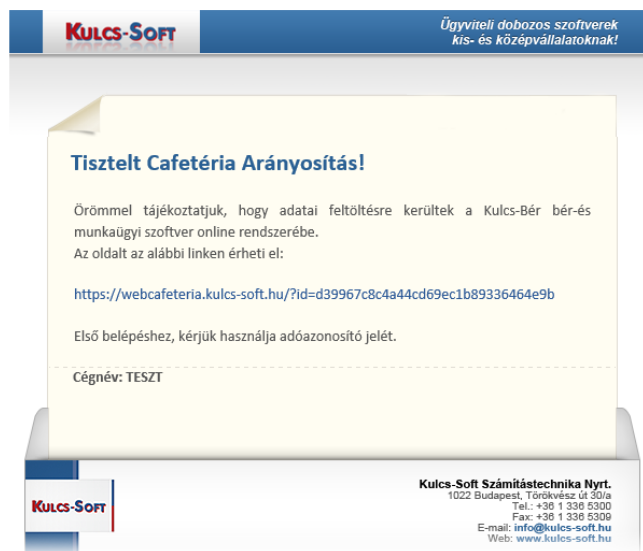 KULCS-SOFT
Ügyviteli dobozos szoftverek
kis- és középvállalatoknak!
Tisztelt Cafetéria Arányosítás!
Örömmel tájékoztatjuk, hogy adatai feltöltésre kerültek a Kulcs-Bér bér-és
munkaügyi szoftver online rendszerébe.
Az oldalt az alábbi linken érheti el:
https://webcafeteria.kulcs-soft.hu/?id=d39967c8c4a44cd69ec1b89336464e9b
Első belépéshez, kérjük használja adóazonosító jelét.
Cégnév: TESZT
KULCS-SOFT
Kulcs-Soft Számítástechnika Nyrt.
1022 Budapest, Törökvész út 30/a
Tel.: +36 1 336 5300
Fax: +36 1 336 5309
E-mail: info@kulcs-soft.hu
Web: www.kulcs-soft.hu